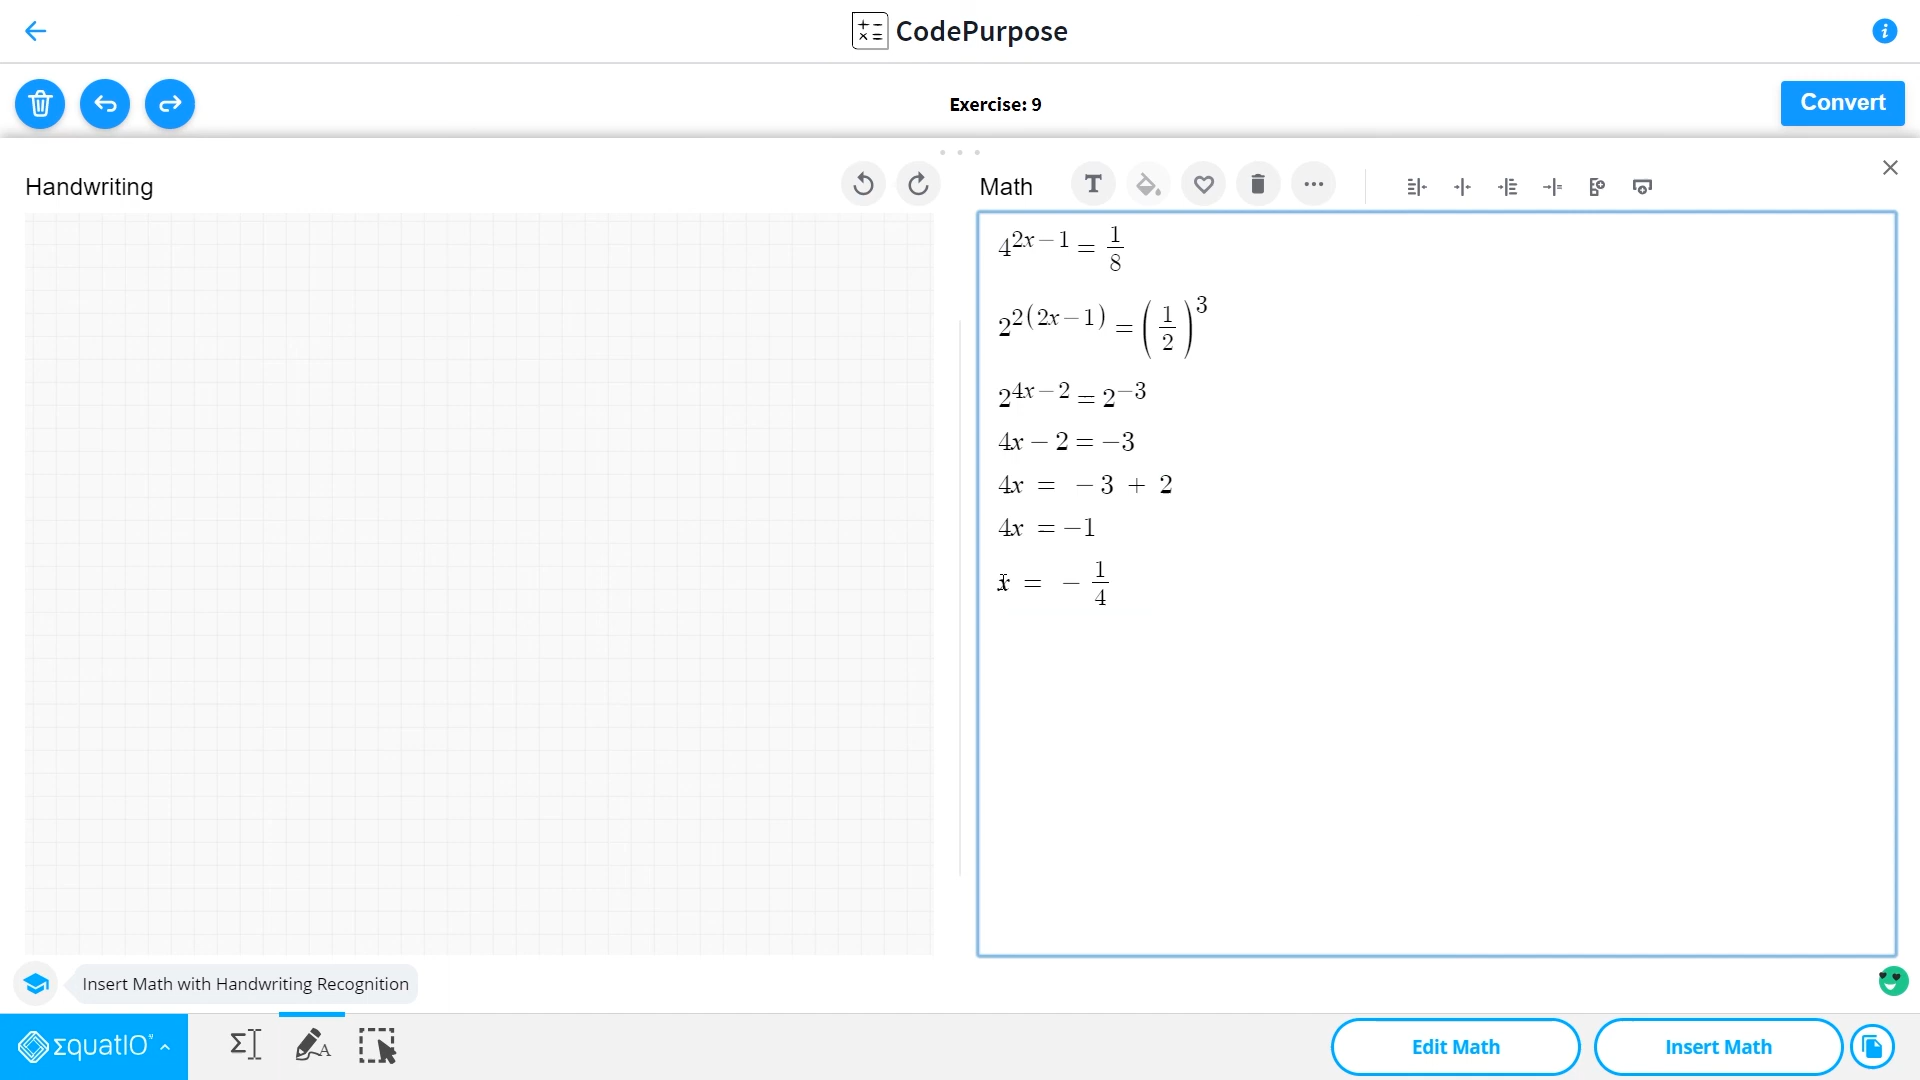 CodePurpose
Exercise: 9
Convert
Handwriting
Math
4^{2x-1} = 1/8
2^{2(2x-1)} = (1/2)^3
2^{4x-2} = 2^{-3}
4x - 2 = -3
4x = -3 + 2
4x = -1
x = -1/4
Insert Math with Handwriting Recognition
ΣquatIO
Edit Math
Insert Math